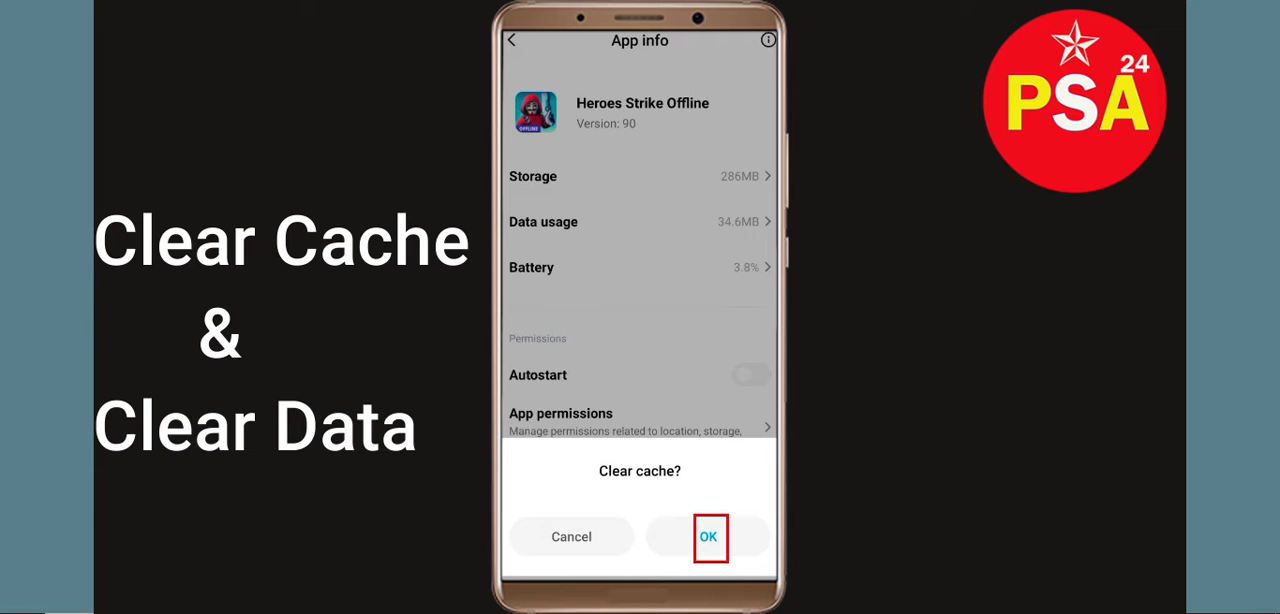 Clear Cache
&
Clear Data
App info
OFFLINE
Heroes Strike Offline
Version: 90
Storage 286MB
Data usage 34.6MB
Battery 3.8%
Permissions
Autostart
App permissions
Manage permissions related to location, storage,
Clear cache?
Cancel OK
24
PSA